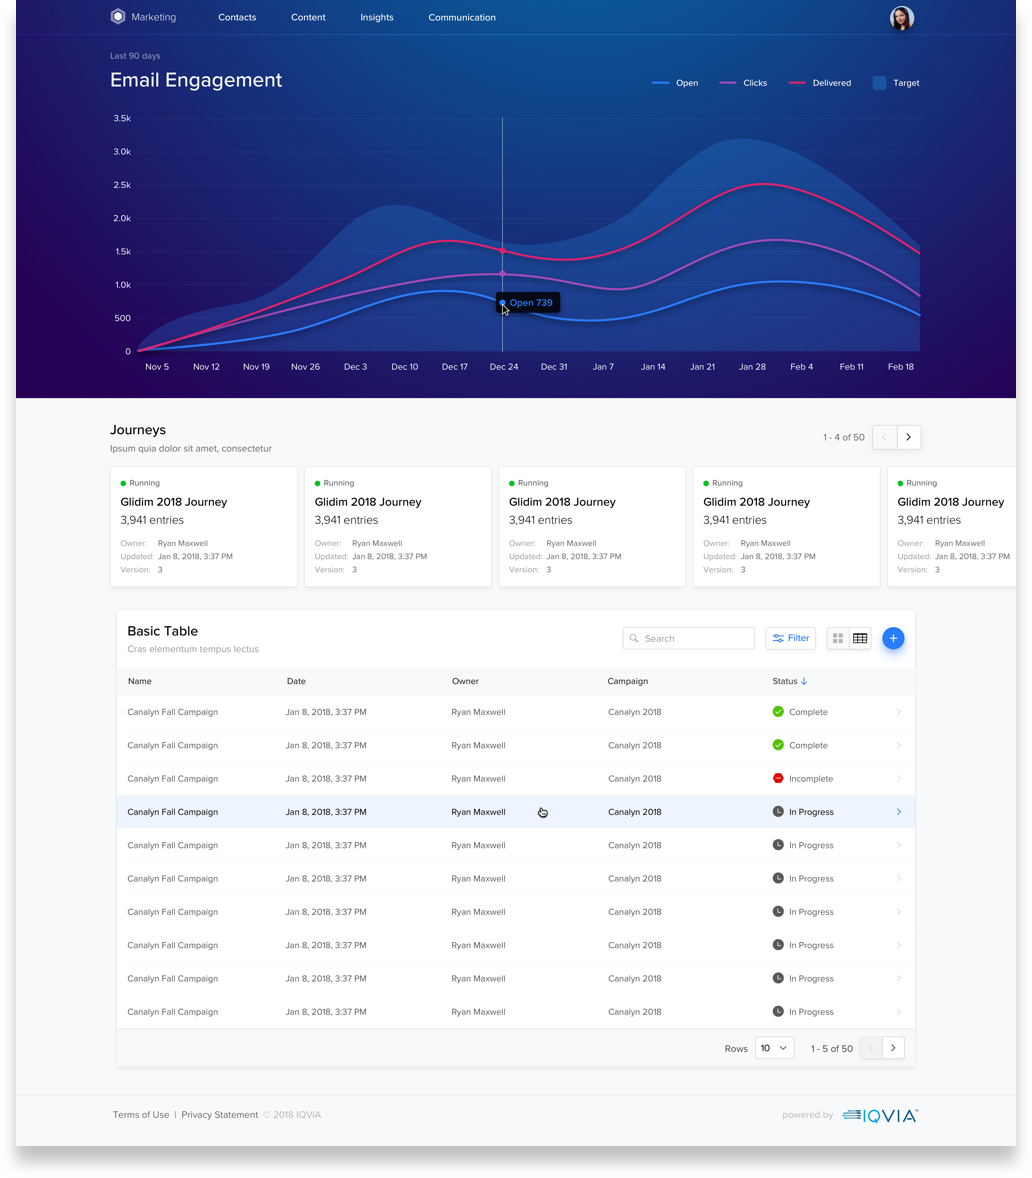 Marketing Contacts Content Insights Communication
Last 90 days
Email Engagement
Open Clicks Delivered Target
3.5k
3.0k
2.5k
2.0k
1.5k
1.0k
500
0
Open 739
Nov 5 Nov 12 Nov 19 Nov 26 Dec 3 Dec 10 Dec 17 Dec 24 Dec 31 Jan 7 Jan 14 Jan 21 Jan 28 Feb 4 Feb 11 Feb 18
Journeys
Ipsum quia dolor sit amet, consectetur
1 - 4 of 50
Running
Glidim 2018 Journey
3,941 entries
Owner: Ryan Maxwell
Updated: Jan 8, 2018, 3:37 PM
Version: 3
Running
Glidim 2018 Journey
3,941 entries
Owner: Ryan Maxwell
Updated: Jan 8, 2018, 3:37 PM
Version: 3
Running
Glidim 2018 Journey
3,941 entries
Owner: Ryan Maxwell
Updated: Jan 8, 2018, 3:37 PM
Version: 3
Running
Glidim 2018 Journey
3,941 entries
Owner: Ryan Maxwell
Updated: Jan 8, 2018, 3:37 PM
Version: 3
Running
Glidim 2018 Journey
3,941 entries
Owner: Ryan Maxwell
Updated: Jan 8, 2018, 3:37 PM
Version: 3
Basic Table
Cras elementum tempus lectus
Search
Filter
Name Date Owner Campaign Status
Canalyn Fall Campaign Jan 8, 2018, 3:37 PM Ryan Maxwell Canalyn 2018 Complete
Canalyn Fall Campaign Jan 8, 2018, 3:37 PM Ryan Maxwell Canalyn 2018 Complete
Canalyn Fall Campaign Jan 8, 2018, 3:37 PM Ryan Maxwell Canalyn 2018 Incomplete
Canalyn Fall Campaign Jan 8, 2018, 3:37 PM Ryan Maxwell Canalyn 2018 In Progress
Canalyn Fall Campaign Jan 8, 2018, 3:37 PM Ryan Maxwell Canalyn 2018 In Progress
Canalyn Fall Campaign Jan 8, 2018, 3:37 PM Ryan Maxwell Canalyn 2018 In Progress
Canalyn Fall Campaign Jan 8, 2018, 3:37 PM Ryan Maxwell Canalyn 2018 In Progress
Canalyn Fall Campaign Jan 8, 2018, 3:37 PM Ryan Maxwell Canalyn 2018 In Progress
Canalyn Fall Campaign Jan 8, 2018, 3:37 PM Ryan Maxwell Canalyn 2018 In Progress
Canalyn Fall Campaign Jan 8, 2018, 3:37 PM Ryan Maxwell Canalyn 2018 In Progress
Rows 10 1 - 5 of 50
Terms of Use | Privacy Statement © 2018 IQVIA
powered by IQVIA™